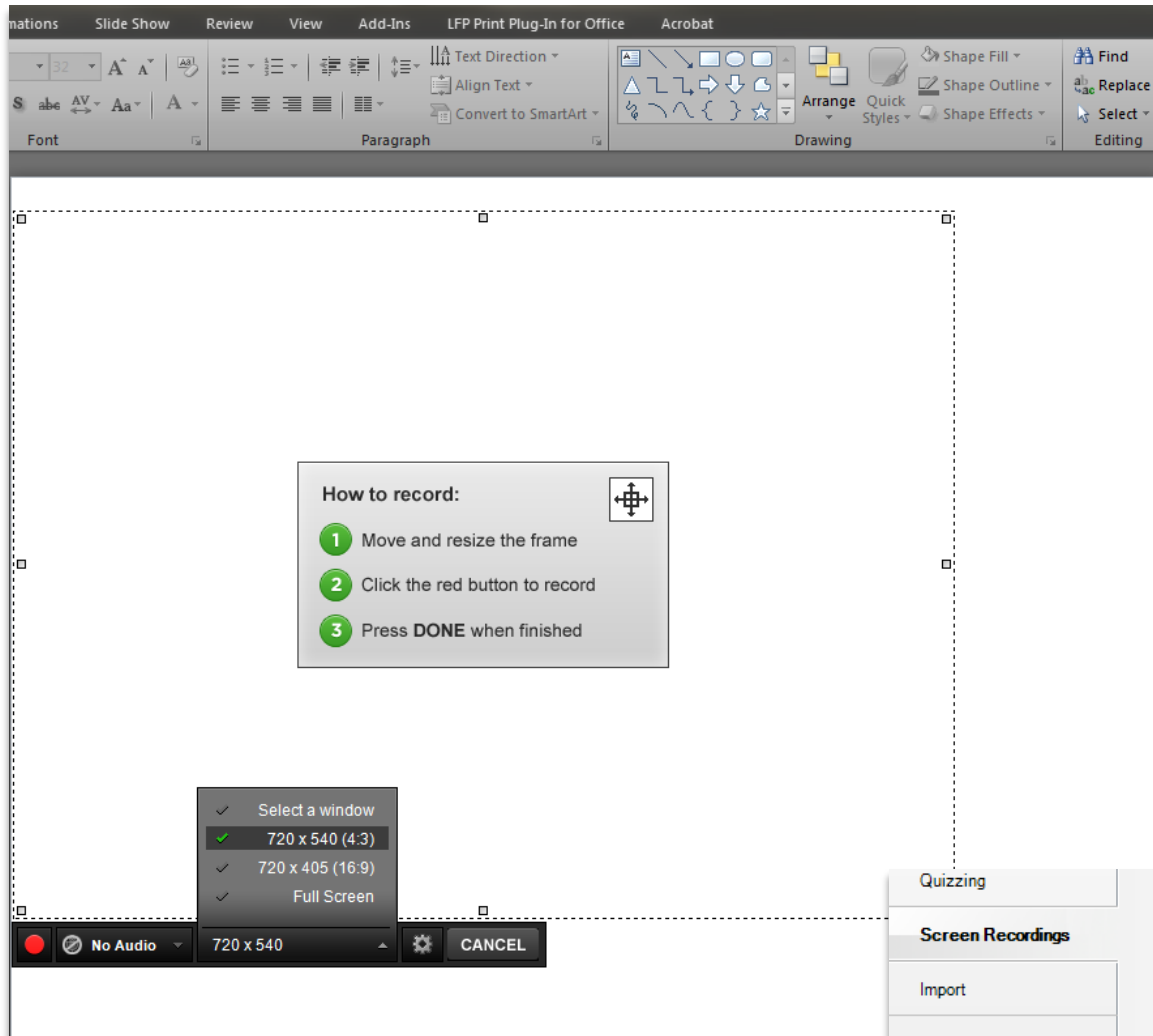 mations Slide Show Review View Add-Ins LFP Print Plug-In for Office Acrobat
32 A A Aa Text Direction Shape Fill Find
S abc AV Aa A Align Text Arrange Quick Styles Shape Outline Replace
Convert to SmartArt Shape Effects Select
Font Paragraph Drawing Editing
How to record:
1 Move and resize the frame
2 Click the red button to record
3 Press DONE when finished
Select a window
720 x 540 (4:3)
720 x 405 (16:9)
Full Screen
No Audio 720 x 540 CANCEL
Quizzing
Screen Recordings
Import